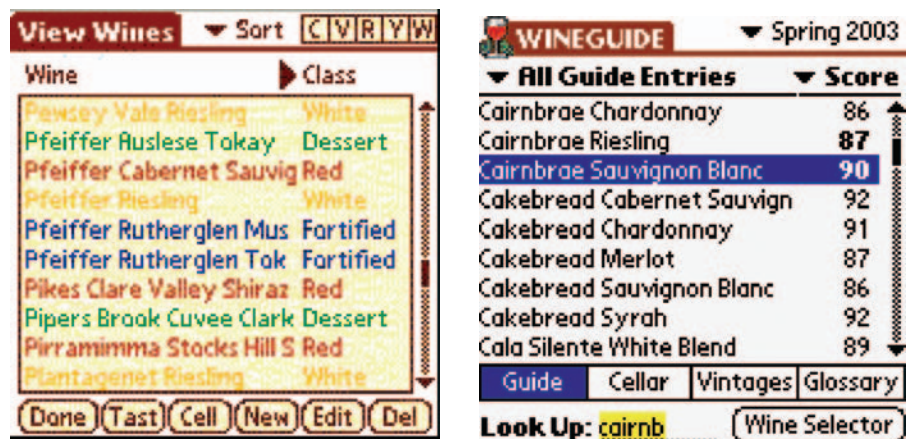 View Wines Sort C V R Y W
Wine Class
Pewsey Vale Riesling White
Pfeiffer Auslese Tokay Dessert
Pfeiffer Cabernet Sauvig Red
Pfeiffer Riesling White
Pfeiffer Rutherglen Mus Fortified
Pfeiffer Rutherglen Tok Fortified
Pikes Clare Valley Shiraz Red
Pipers Brook Cuvee Clark Dessert
Pirramimma Stocks Hill S Red
Plantagenet Riesling White
Done Tast Cell New Edit Del
WINEGUIDE Spring 2003
All Guide Entries Score
Cairnbrae Chardonnay 86
Cairnbrae Riesling 87
Cairnbrae Sauvignon Blanc 90
Cakebread Cabernet Sauvign 92
Cakebread Chardonnay 91
Cakebread Merlot 87
Cakebread Sauvignon Blanc 86
Cakebread Syrah 92
Cala Silente White Blend 89
Guide Cellar Vintages Glossary
Look Up: cairnb Wine Selector